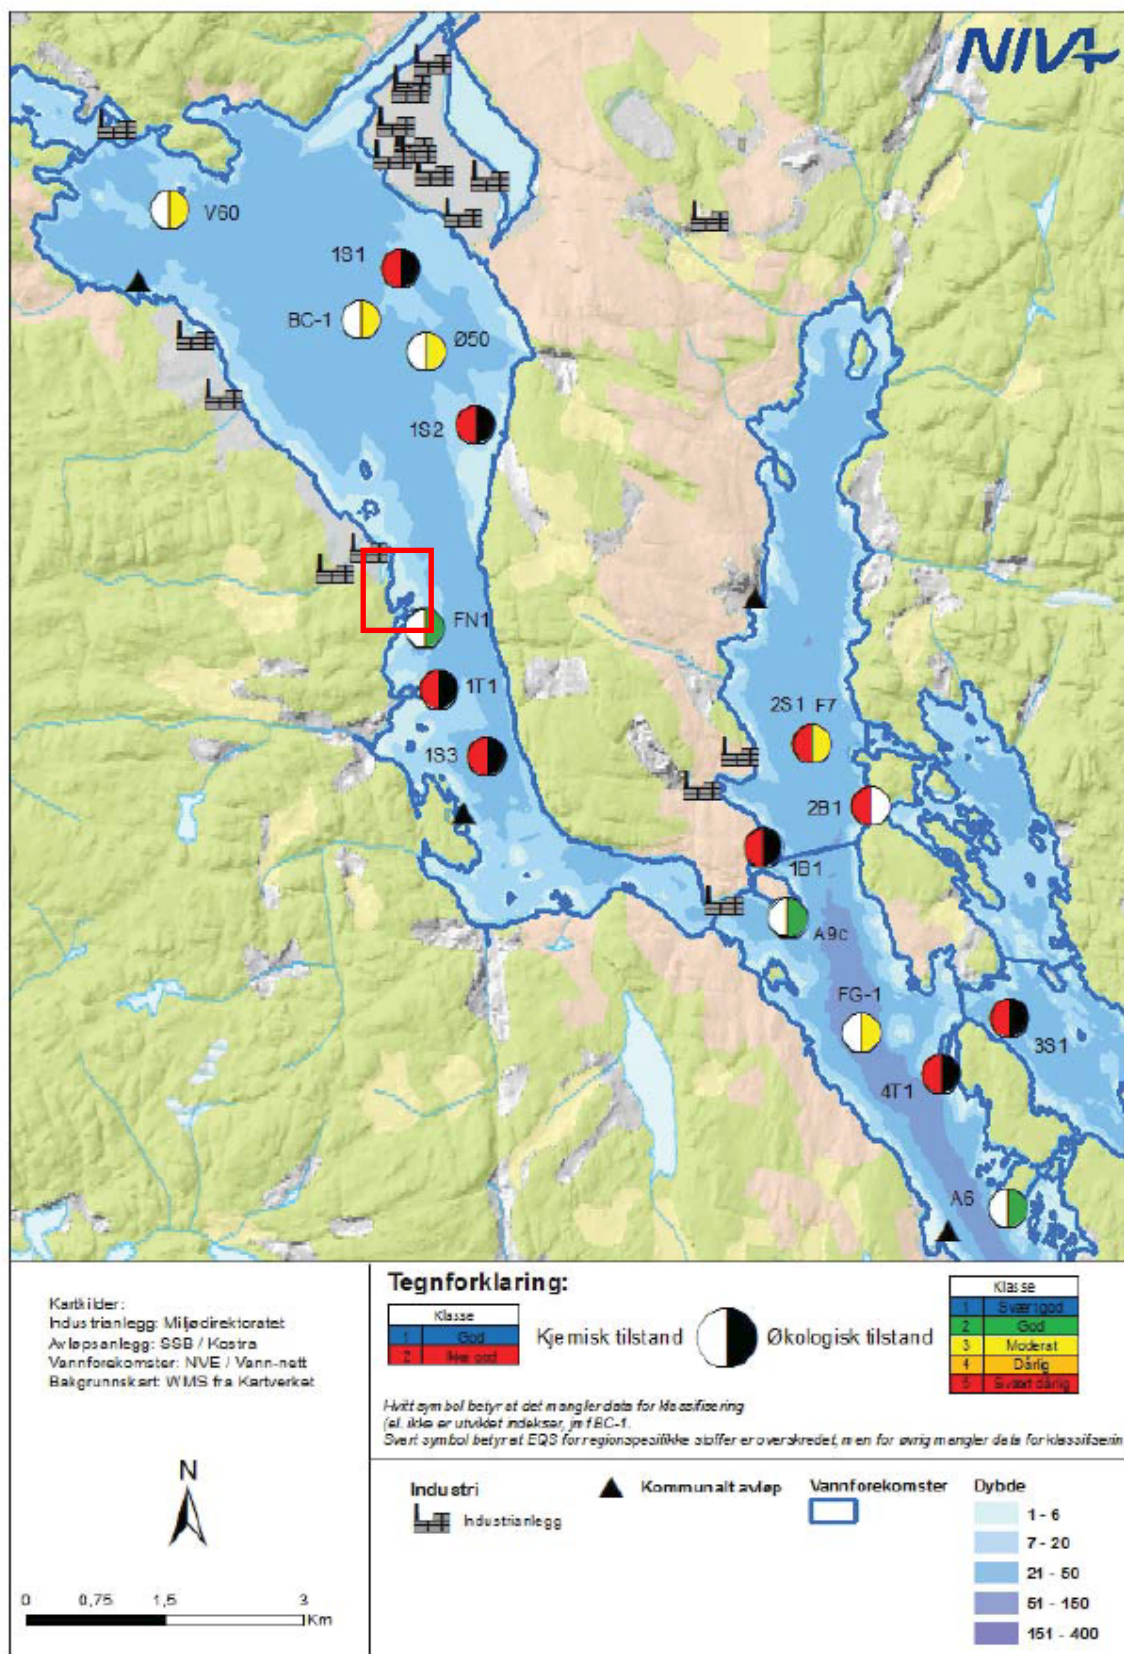 NIVA
V60
1S1
BC-1
Ø50
1S2
FN1
1T1
1S3
2S1 F7
2B1
1B1
A9c
FG-1
3S1
4T1
A6
Kartkilder:
Industrianlegg: Miljødirektoratet
Avløpsanlegg: SSB / Kostra
Vannforekomster: NVE / Vann-nett
Bakgrunnskart: WMS fra Kartverket
N
0 0,75 1,5 3
Km
Tegnforklaring:
Klasse
1 God
2 Ikke god
Kjemisk tilstand
Økologisk tilstand
Klasse
1 Svært god
2 God
3 Moderat
4 Dårlig
5 Svært dårlig
Hvitt symbol betyr at det mangler data for klassifisering
(el. ikke er utviklet indekser, jmf BC-1.
Svart symbol betyr at EQS for regionspesifikke stoffer er overskredet, men for øvrig mangler data for klassifiserin
Industri
Industrianlegg
Kommunalt avløp
Vannforekomster
Dybde
1 - 6
7 - 20
21 - 50
51 - 150
151 - 400